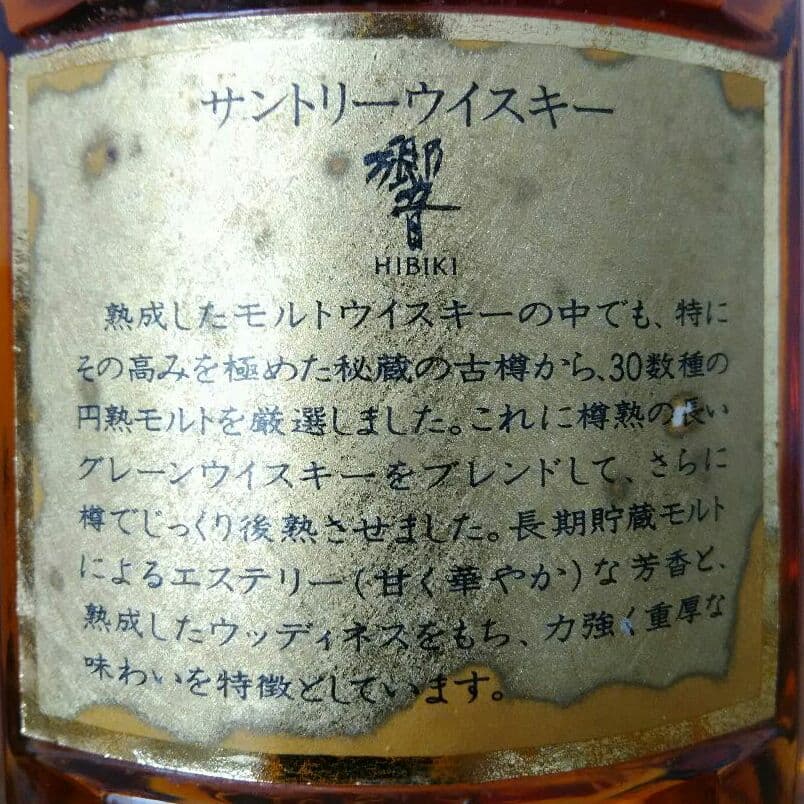 サントリーウイスキー
響
HIBIKI
熟成したモルトウイスキーの中でも、特に
その高みを極めた秘蔵の古樽から、30数種の
円熟モルトを厳選しました。これに樽熟の長い
グレーンウイスキーをブレンドして、さらに
樽でじっくり後熟させました。長期貯蔵モルト
によるエステリー(甘く華やか)な芳香と、
熟成したウッディネスをもち、力強く重厚な
味わいを特徴としています。